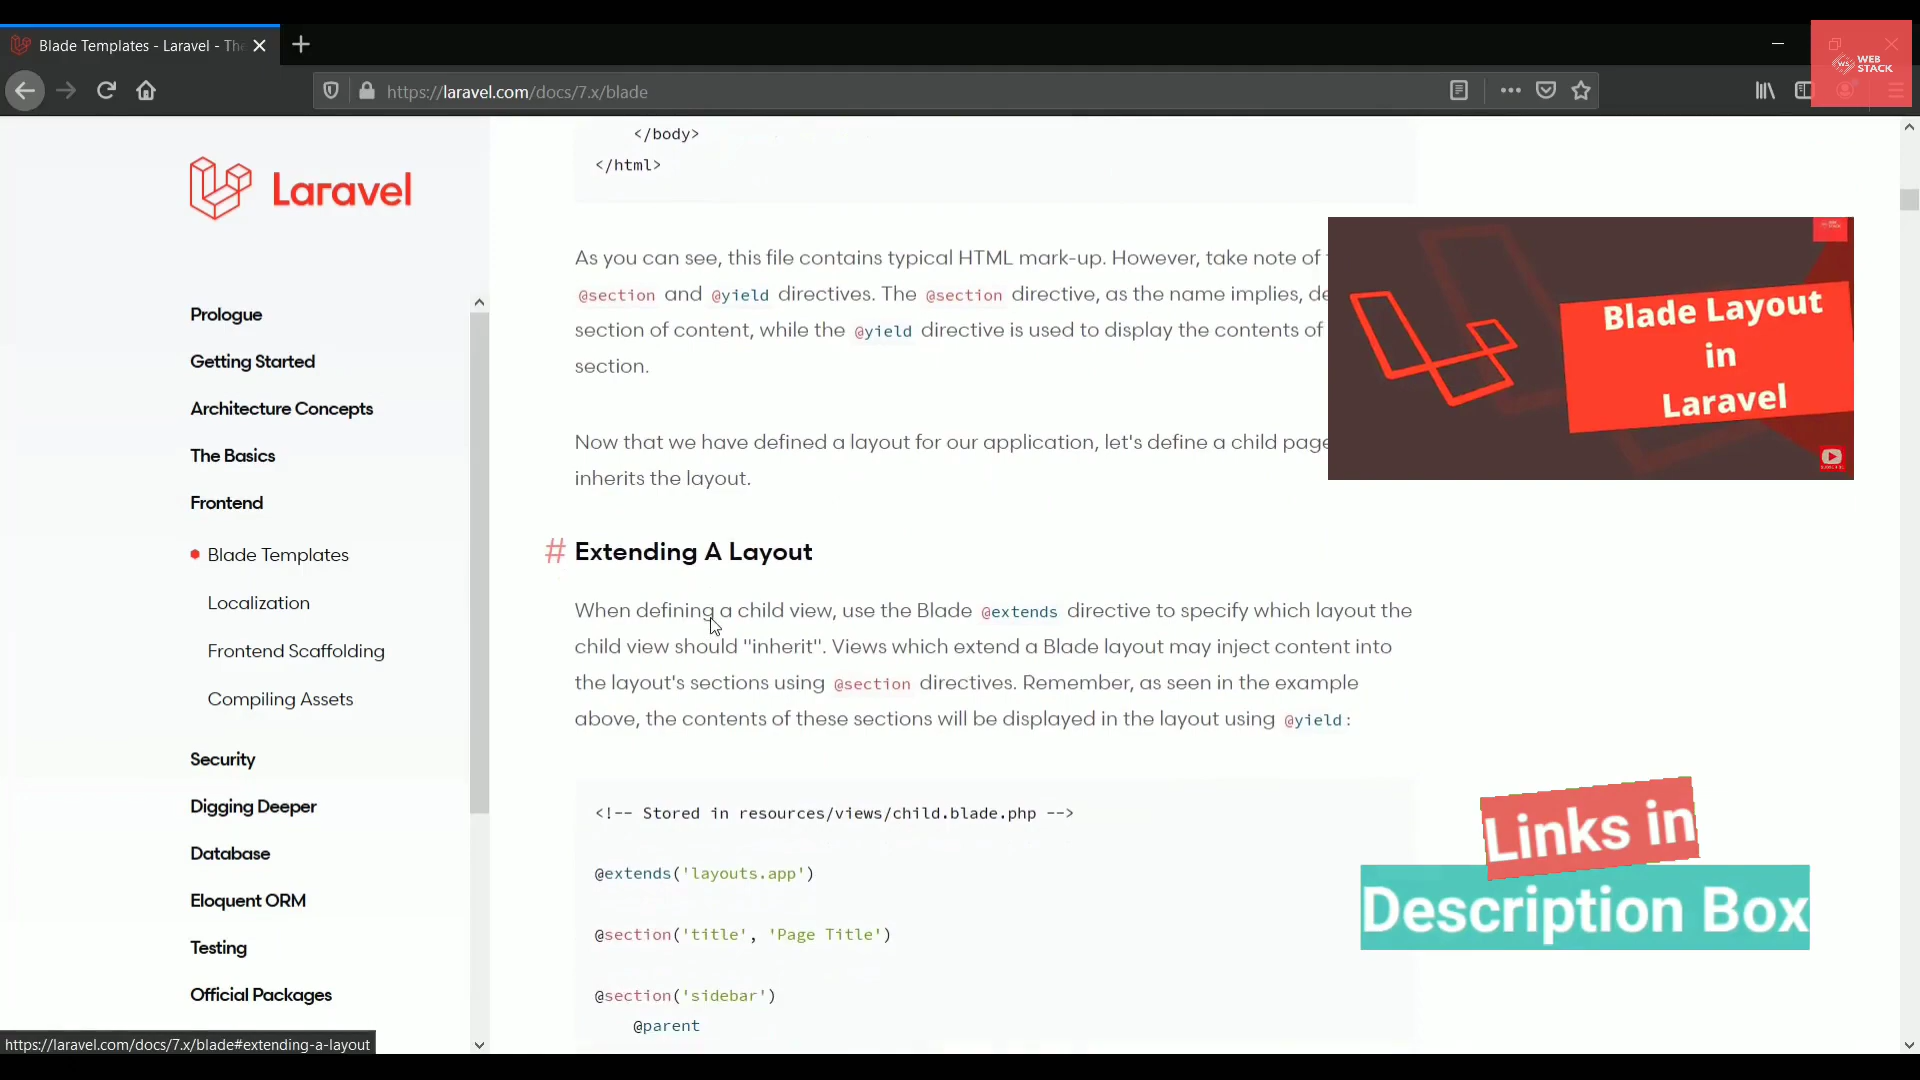 Blade Templates - Laravel - The
WEB
STACK
https://laravel.com/docs/7.x/blade
Laravel
Prologue
Getting Started
Architecture Concepts
The Basics
Frontend
Blade Templates
Localization
Frontend Scaffolding
Compiling Assets
Security
Digging Deeper
Database
Eloquent ORM
Testing
Official Packages
</body>
</html>
As you can see, this file contains typical HTML mark-up. However, take note of
@section and @yield directives. The @section directive, as the name implies, de
section of content, while the @yield directive is used to display the contents of
section.
Now that we have defined a layout for our application, let's define a child page
inherits the layout.
# Extending A Layout
When defining a child view, use the Blade @extends directive to specify which layout the
child view should "inherit". Views which extend a Blade layout may inject content into
the layout's sections using @section directives. Remember, as seen in the example
above, the contents of these sections will be displayed in the layout using @yield:
<!-- Stored in resources/views/child.blade.php -->
@extends('layouts.app')
@section('title', 'Page Title')
@section('sidebar')
@parent
Blade Layout
in
Laravel
Links in
Description Box
https://laravel.com/docs/7.x/blade#extending-a-layout